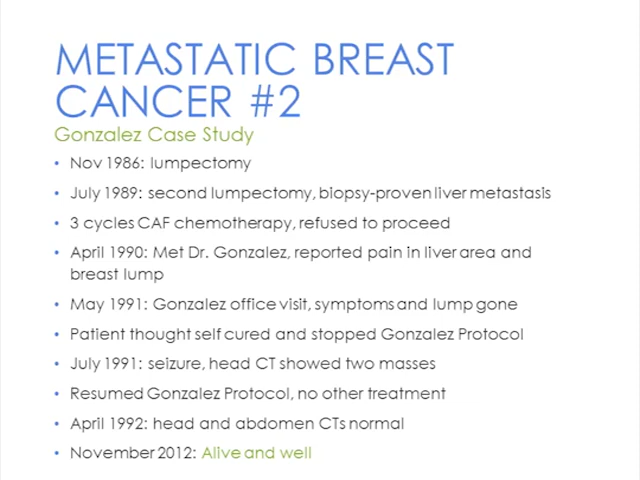 METASTATIC BREAST
CANCER #2
Gonzalez Case Study
• Nov 1986: lumpectomy
• July 1989: second lumpectomy, biopsy-proven liver metastasis
• 3 cycles CAF chemotherapy, refused to proceed
• April 1990: Met Dr. Gonzalez, reported pain in liver area and
breast lump
• May 1991: Gonzalez office visit, symptoms and lump gone
• Patient thought self cured and stopped Gonzalez Protocol
• July 1991: seizure, head CT showed two masses
• Resumed Gonzalez Protocol, no other treatment
• April 1992: head and abdomen CTs normal
• November 2012: Alive and well